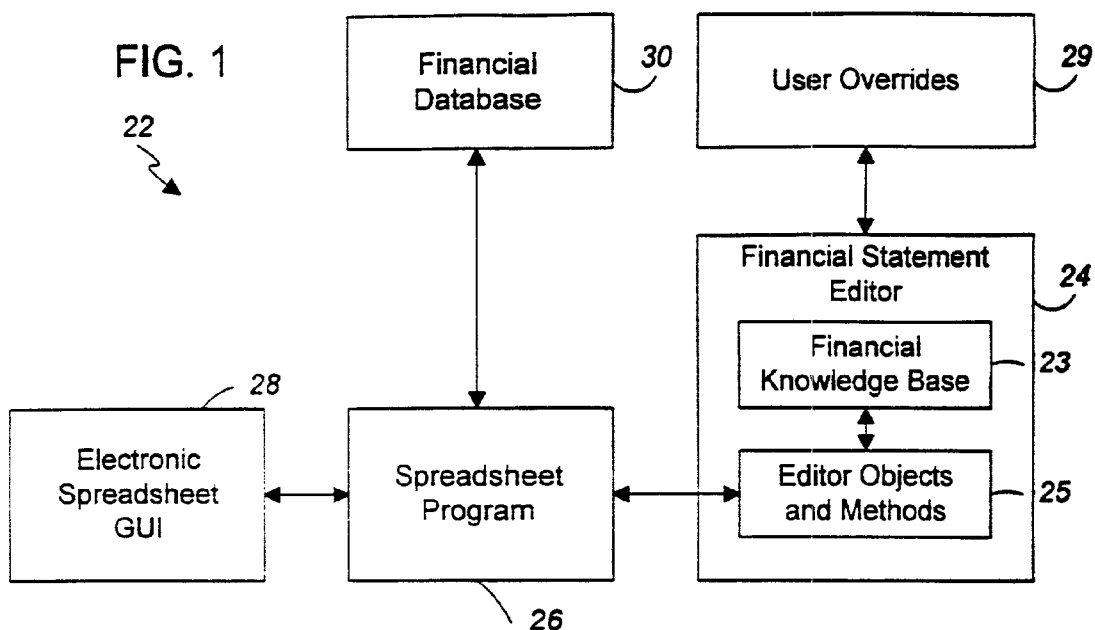 FIG. 1
22
Financial
Database
30
User Overrides
29
Financial Statement
Editor
24
Financial
Knowledge Base
23
Editor Objects
and Methods
25
28
Electronic
Spreadsheet
GUI
Spreadsheet
Program
26